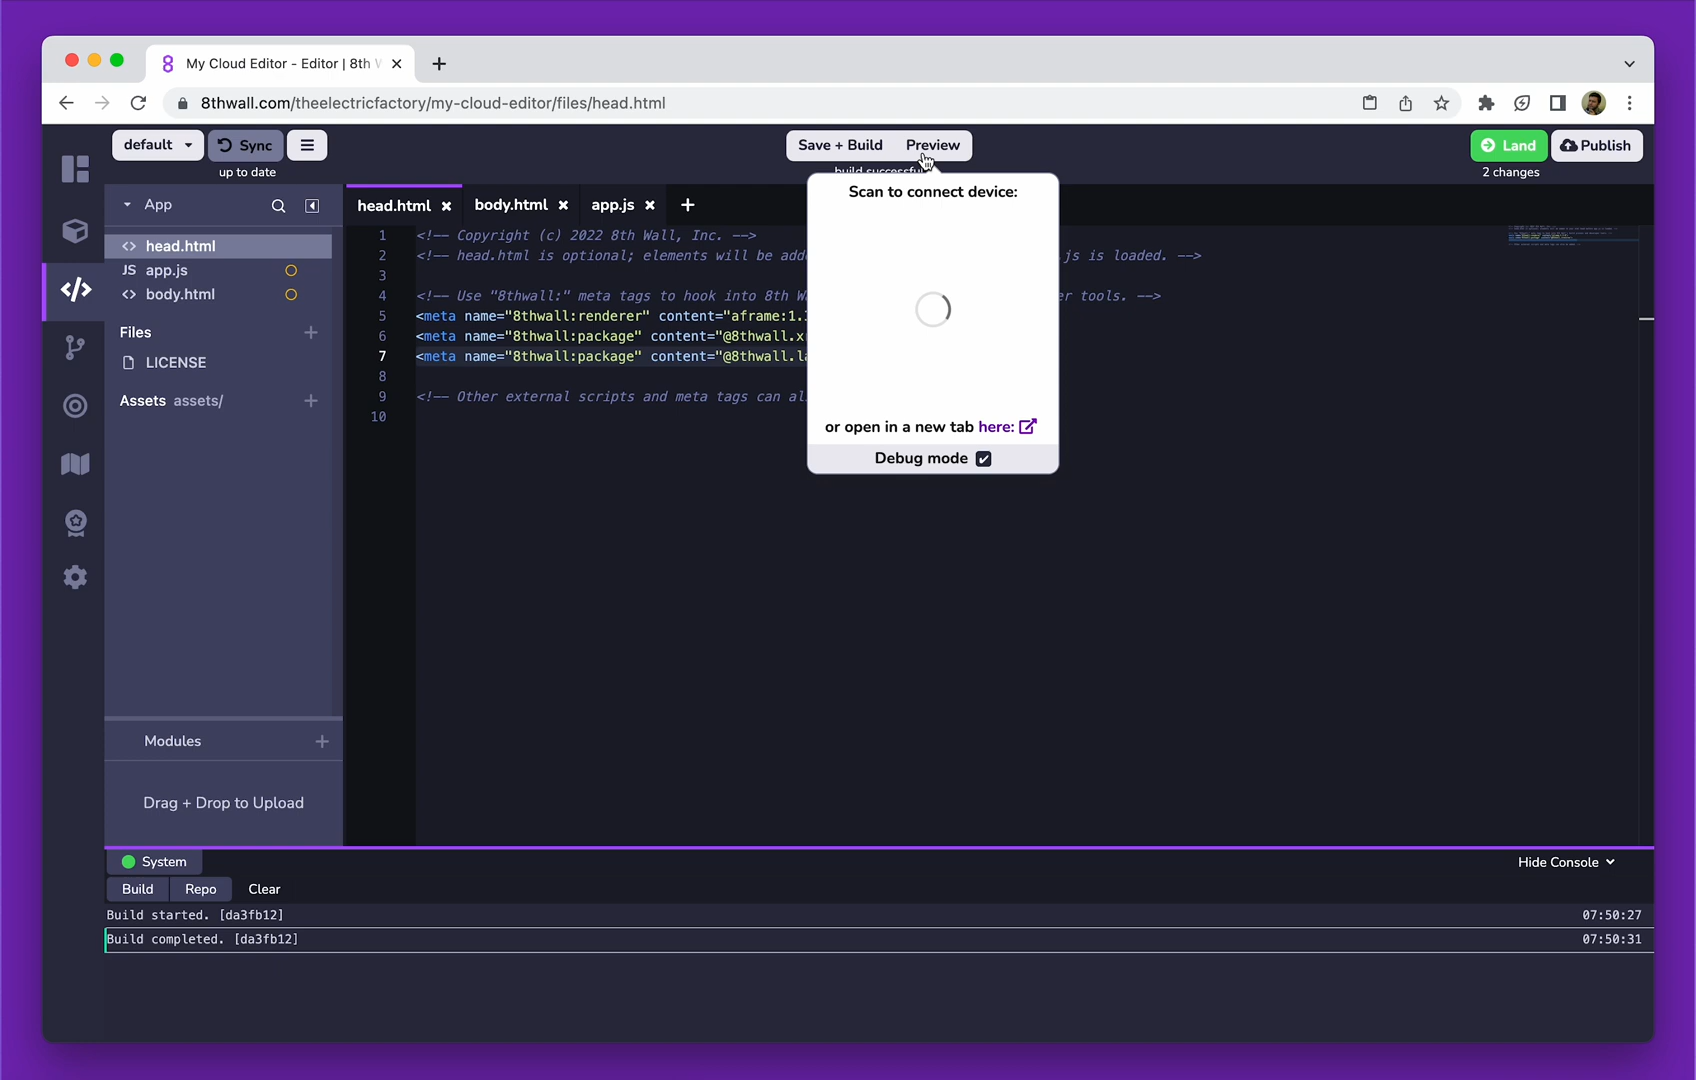 My Cloud Editor - Editor | 8th
8thwall.com/theelectricfactory/my-cloud-editor/files/head.html
default
Sync
up to date
Save + Build
Preview
build successful
Land
2 changes
Publish
App
head.html
JS app.js
body.html
Files
LICENSE
Assets assets/
Modules
Drag + Drop to Upload
head.html
body.html
app.js
1 <!-- Copyright (c) 2022 8th Wall, Inc. -->
2 <!-- head.html is optional; elements will be js is loaded. -->
3
4 <!-- Use "8thwall:" meta tags to hook into 8th tools. -->
5 <meta name="8thwall:renderer" content="aframe:1.
6 <meta name="8thwall:package" content="@8thwall.
7 <meta name="8thwall:package" content="@8thwall.
8
9 <!-- Other external scripts and meta tags can
10
Scan to connect device:
or open in a new tab here:
Debug mode
System
Hide Console
Build
Repo
Clear
Build started. [da3fb12] 07:50:27
Build completed. [da3fb12] 07:50:31